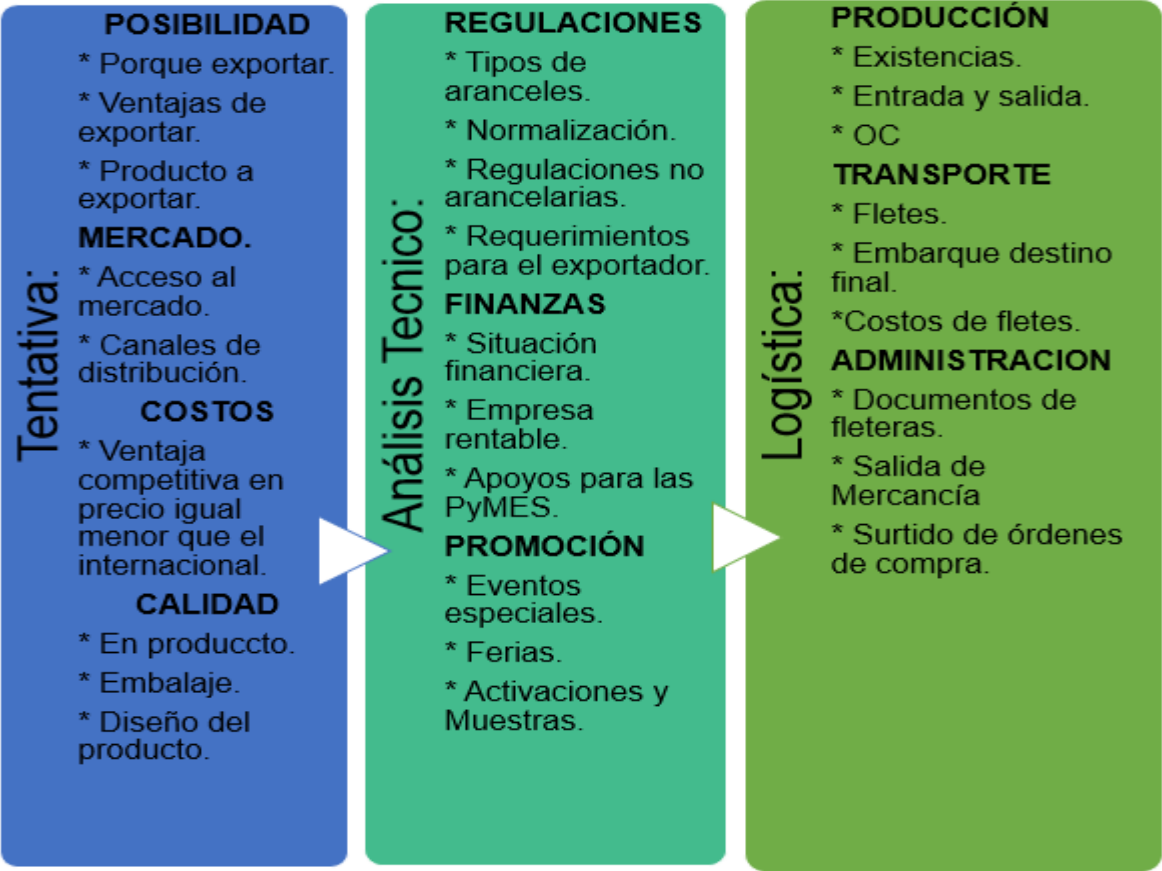 Tentativa:
POSIBILIDAD
* Porque exportar.
* Ventajas de
exportar.
* Producto a
exportar.
MERCADO.
* Acceso al
mercado.
* Canales de
distribución.
COSTOS
* Ventaja
competitiva en
precio igual
menor que el
internacional.
CALIDAD
* En produccto.
* Embalaje.
* Diseño del
producto.
Análisis Tecnico:
REGULACIONES
* Tipos de
aranceles.
* Normalización.
* Regulaciones no
arancelarias.
* Requerimientos
para el exportador.
FINANZAS
* Situación
financiera.
* Empresa
rentable.
* Apoyos para las
PyMES.
PROMOCIÓN
* Eventos
especiales.
* Ferias.
* Activaciones y
Muestras.
Logística:
PRODUCCIÓN
* Existencias.
* Entrada y salida.
* OC
TRANSPORTE
* Fletes.
* Embarque destino
final.
*Costos de fletes.
ADMINISTRACION
* Documentos de
fleteras.
* Salida de
Mercancía
* Surtido de órdenes
de compra.